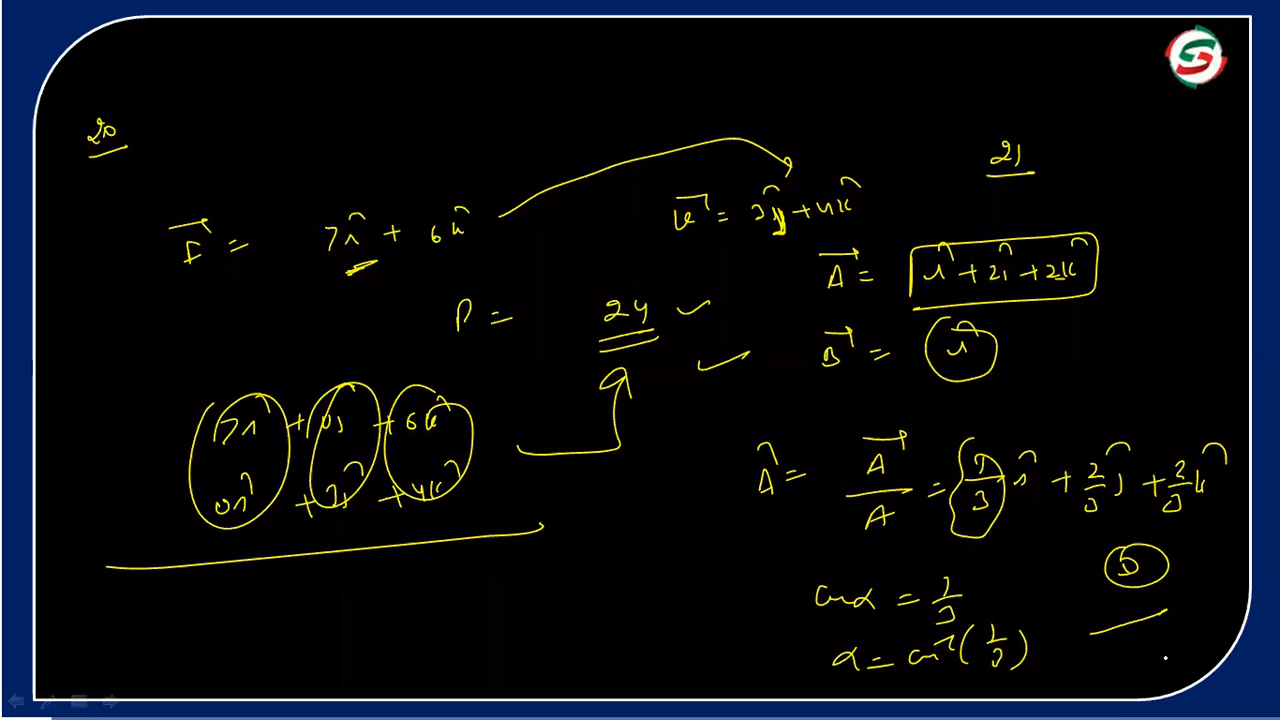 20
F⃗ = 7î + 6k̂
v⃗ = 3ĵ + 4k̂
P = 24
7î + 0ĵ + 6k̂
0î + 3ĵ + 4k̂
21
A⃗ = î + 2ĵ + 2k̂
B⃗ = î
Â = A⃗/A = 1/3 î + 2/3 ĵ + 2/3 k̂
cosα = 1/3
α = cos⁻¹(1/3)
D